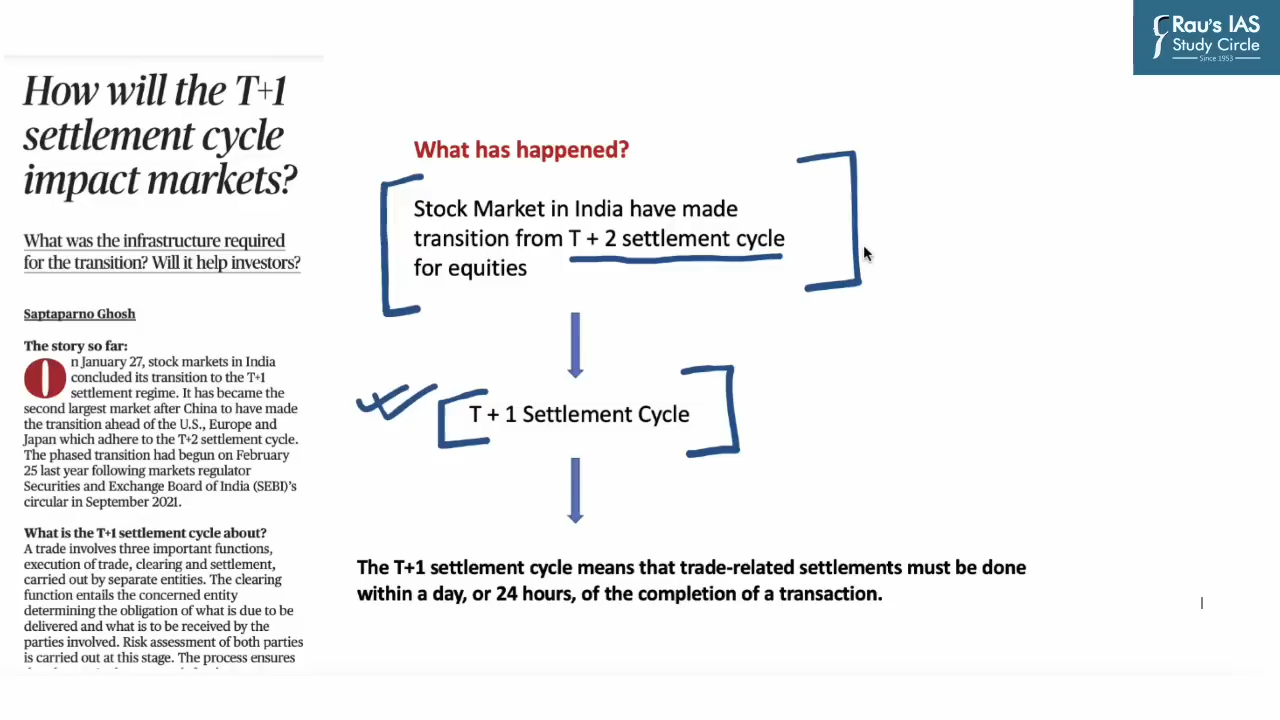 Rau's IAS
Study Circle
Since 1953
How will the T+1
settlement cycle
impact markets?
What was the infrastructure required
for the transition? Will it help investors?
Saptaparno Ghosh
The story so far:
On January 27, stock markets in India
concluded its transition to the T+1
settlement regime. It has became the
second largest market after China to have made
the transition ahead of the U.S., Europe and
Japan which adhere to the T+2 settlement cycle.
The phased transition had begun on February
25 last year following markets regulator
Securities and Exchange Board of India (SEBI)'s
circular in September 2021.
What is the T+1 settlement cycle about?
A trade involves three important functions,
execution of trade, clearing and settlement,
carried out by separate entities. The clearing
function entails the concerned entity
determining the obligation of what is due to be
delivered and what is to be received by the
parties involved. Risk assessment of both parties
is carried out at this stage. The process ensures
What has happened?
Stock Market in India have made
transition from T + 2 settlement cycle
for equities
T + 1 Settlement Cycle
The T+1 settlement cycle means that trade-related settlements must be done
within a day, or 24 hours, of the completion of a transaction.